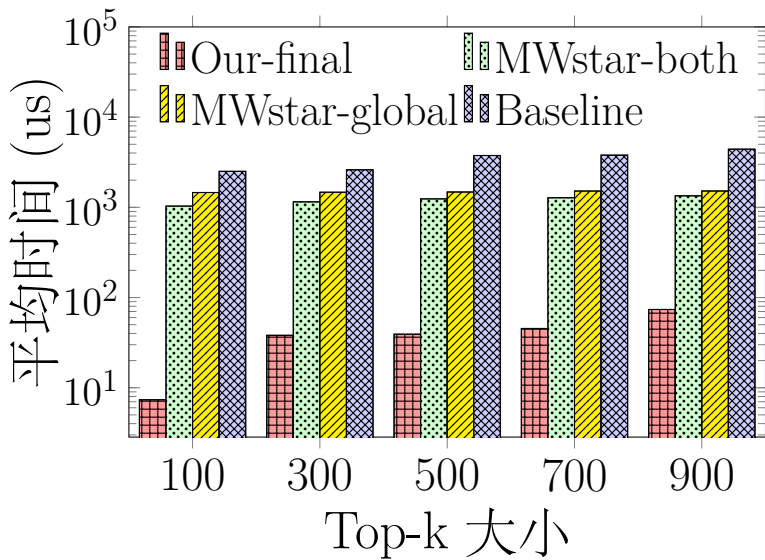 10^5
10^4
10^3
10^2
10^1
平均时间 (us)
Our-final
MWstar-both
MWstar-global
Baseline
100 300 500 700 900
Top-k 大小